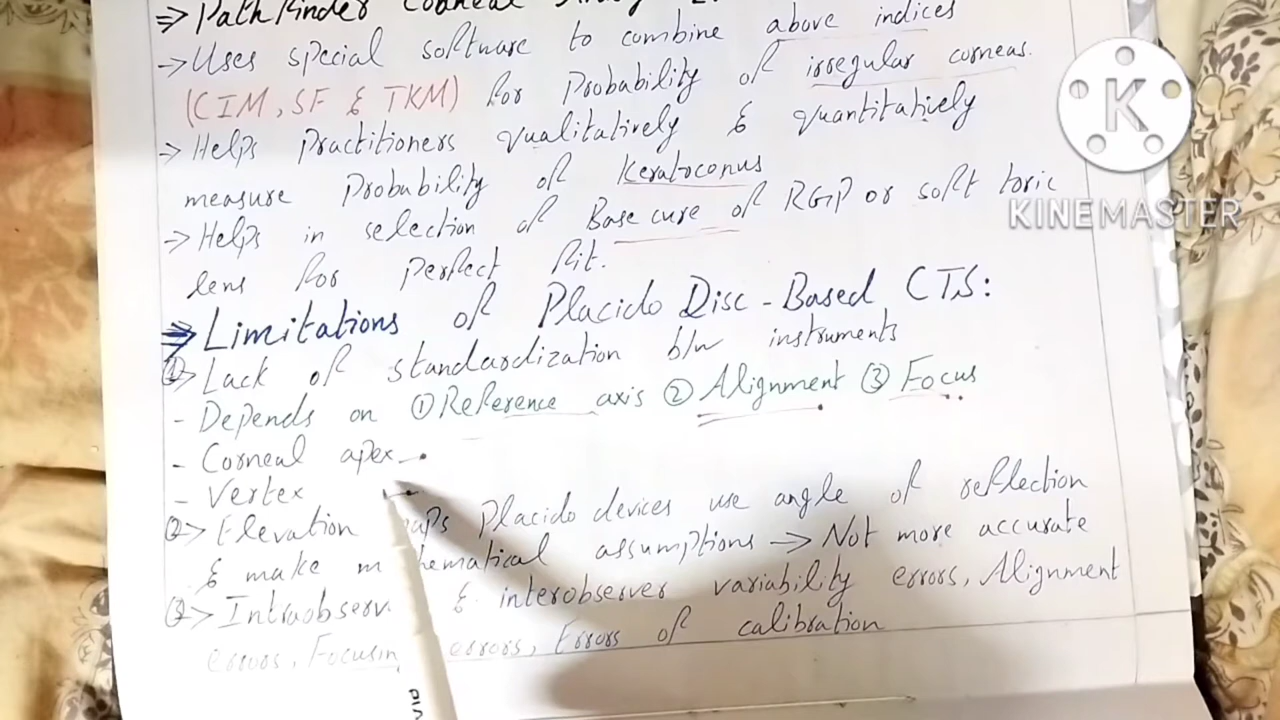 ⇒ Pathfinder Corneal
→ Uses special software to combine above indices
(CIM, SF & TKM) for Probability of irregular corneas.
→ Helps Practitioners qualitatively & quantitatively
measure Probability of Keratoconus
→ Helps in selection of Base cure of RGP or soft toric
lens for Perfect fit.
⇒ Limitations of Placido Disc-Based CTS:
①> Lack of standardization b/w instruments
- Depends on ① Reference axis ② Alignment ③ Focus
- Corneal apex
- Vertex
②> Elevation Placido devices use angle of reflection
& make assumptions → Not more accurate
③> & interobserver variability errors, Alignment
errors, errors, Errors of calibration
K
KINEMASTER